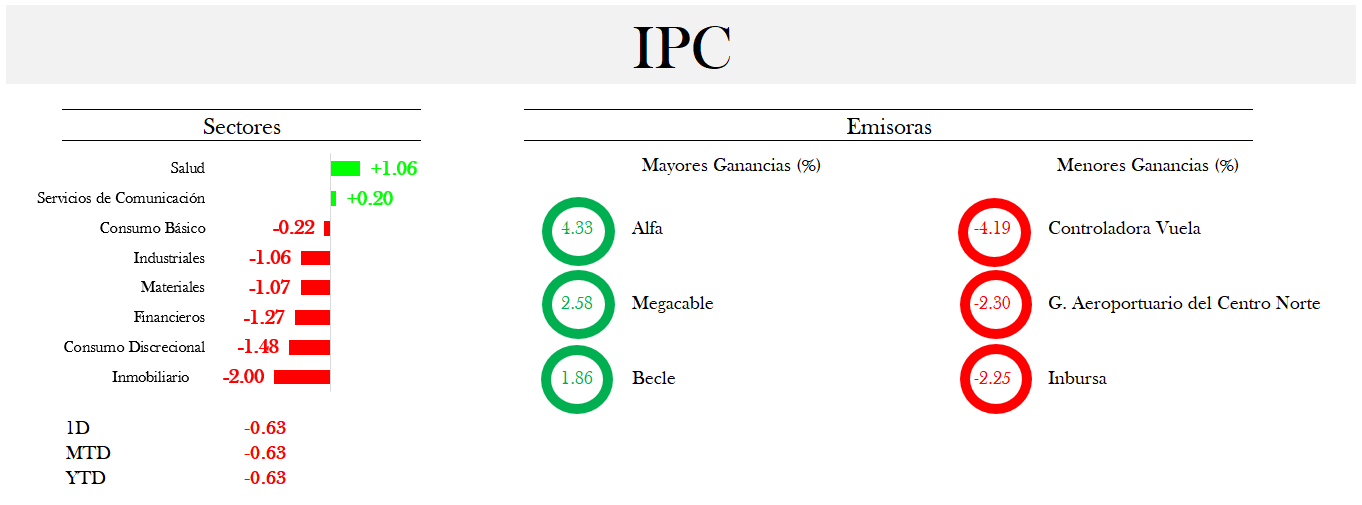 IPC
Sectores
Salud +1.06
Servicios de Comunicación +0.20
Consumo Básico -0.22
Industriales -1.06
Materiales -1.07
Financieros -1.27
Consumo Discrecional -1.48
Inmobiliario -2.00
1D -0.63
MTD -0.63
YTD -0.63
Emisoras
Mayores Ganancias (%)
4.33 Alfa
2.58 Megacable
1.86 Becle
Menores Ganancias (%)
-4.19 Controladora Vuela
-2.30 G. Aeroportuario del Centro Norte
-2.25 Inbursa